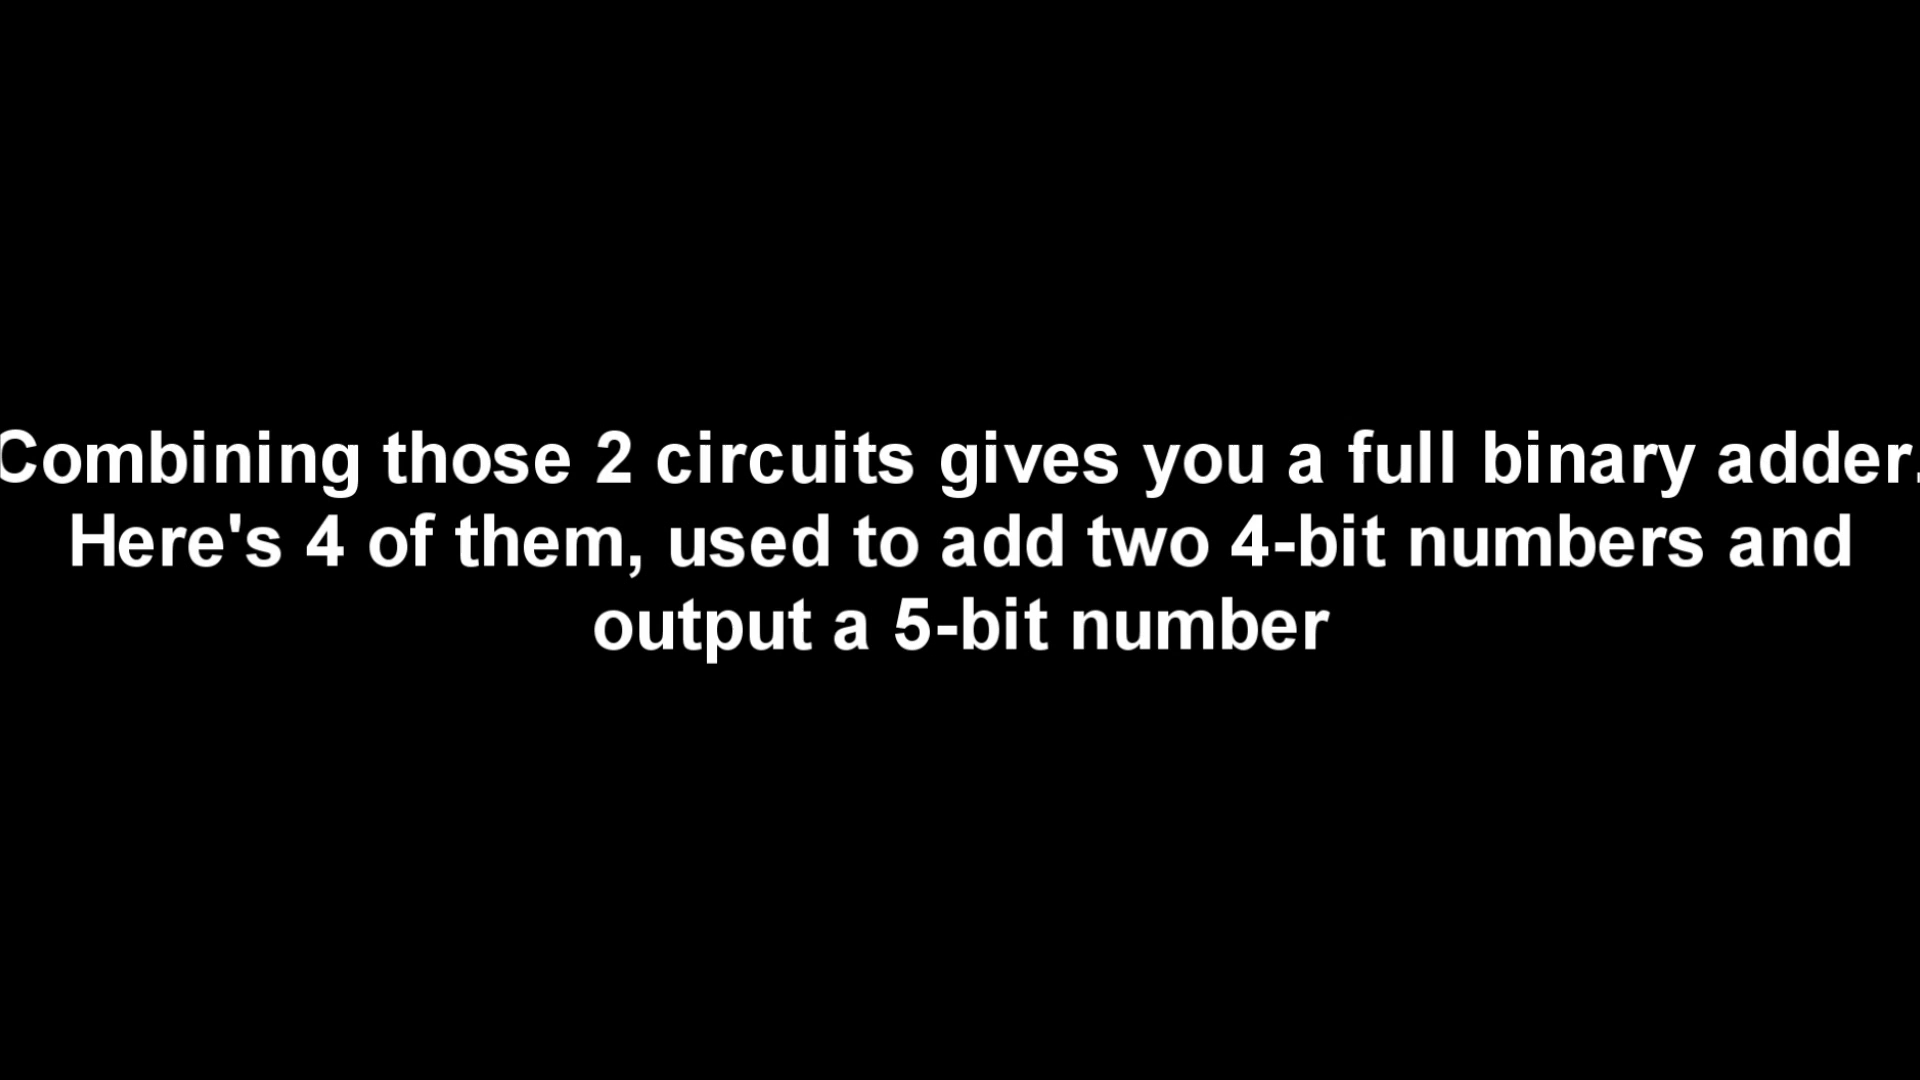 Combining those 2 circuits gives you a full binary adder.
Here's 4 of them, used to add two 4-bit numbers and
output a 5-bit number